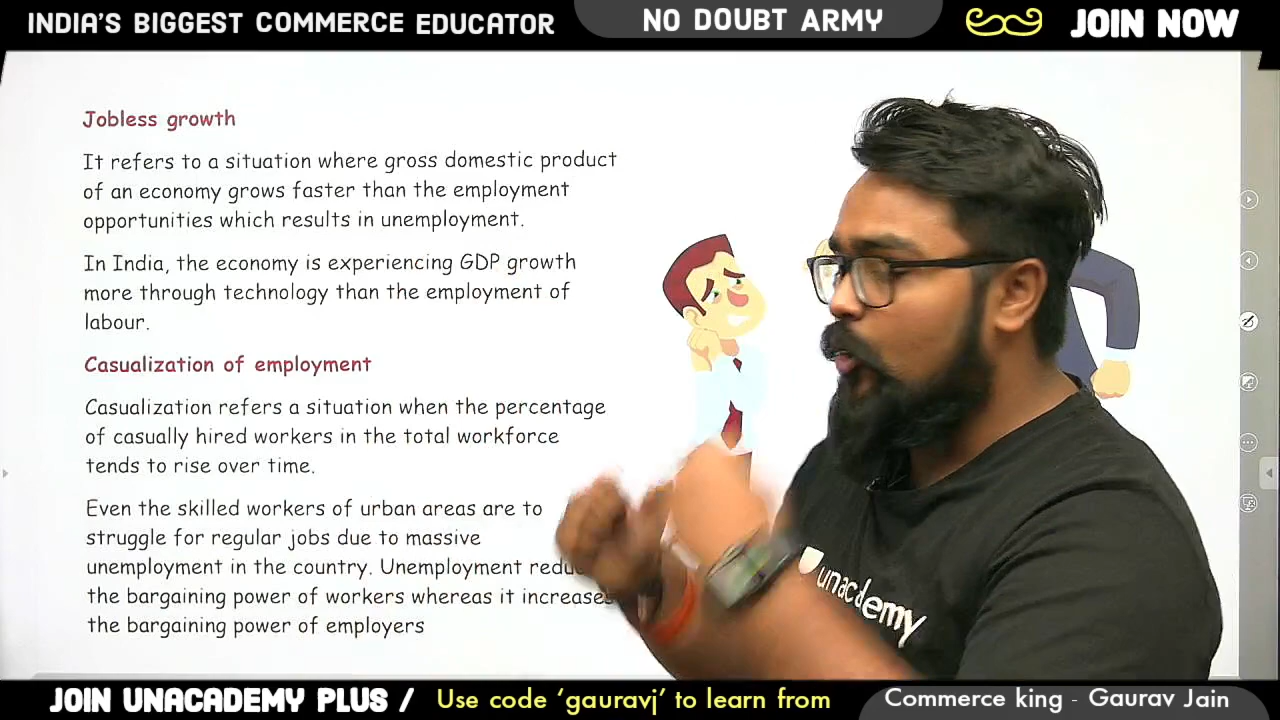 INDIA'S BIGGEST COMMERCE EDUCATOR
NO DOUBT ARMY
JOIN NOW
Jobless growth
It refers to a situation where gross domestic product
of an economy grows faster than the employment
opportunities which results in unemployment.
In India, the economy is experiencing GDP growth
more through technology than the employment of
labour.
Casualization of employment
Casualization refers a situation when the percentage
of casually hired workers in the total workforce
tends to rise over time.
Even the skilled workers of urban areas are to
struggle for regular jobs due to massive
unemployment in the country. Unemployment
the bargaining power of workers whereas it increases
the bargaining power of employers
unacademy
JOIN UNACADEMY PLUS / Use code 'gauravj' to learn from
Commerce king - Gaurav Jain